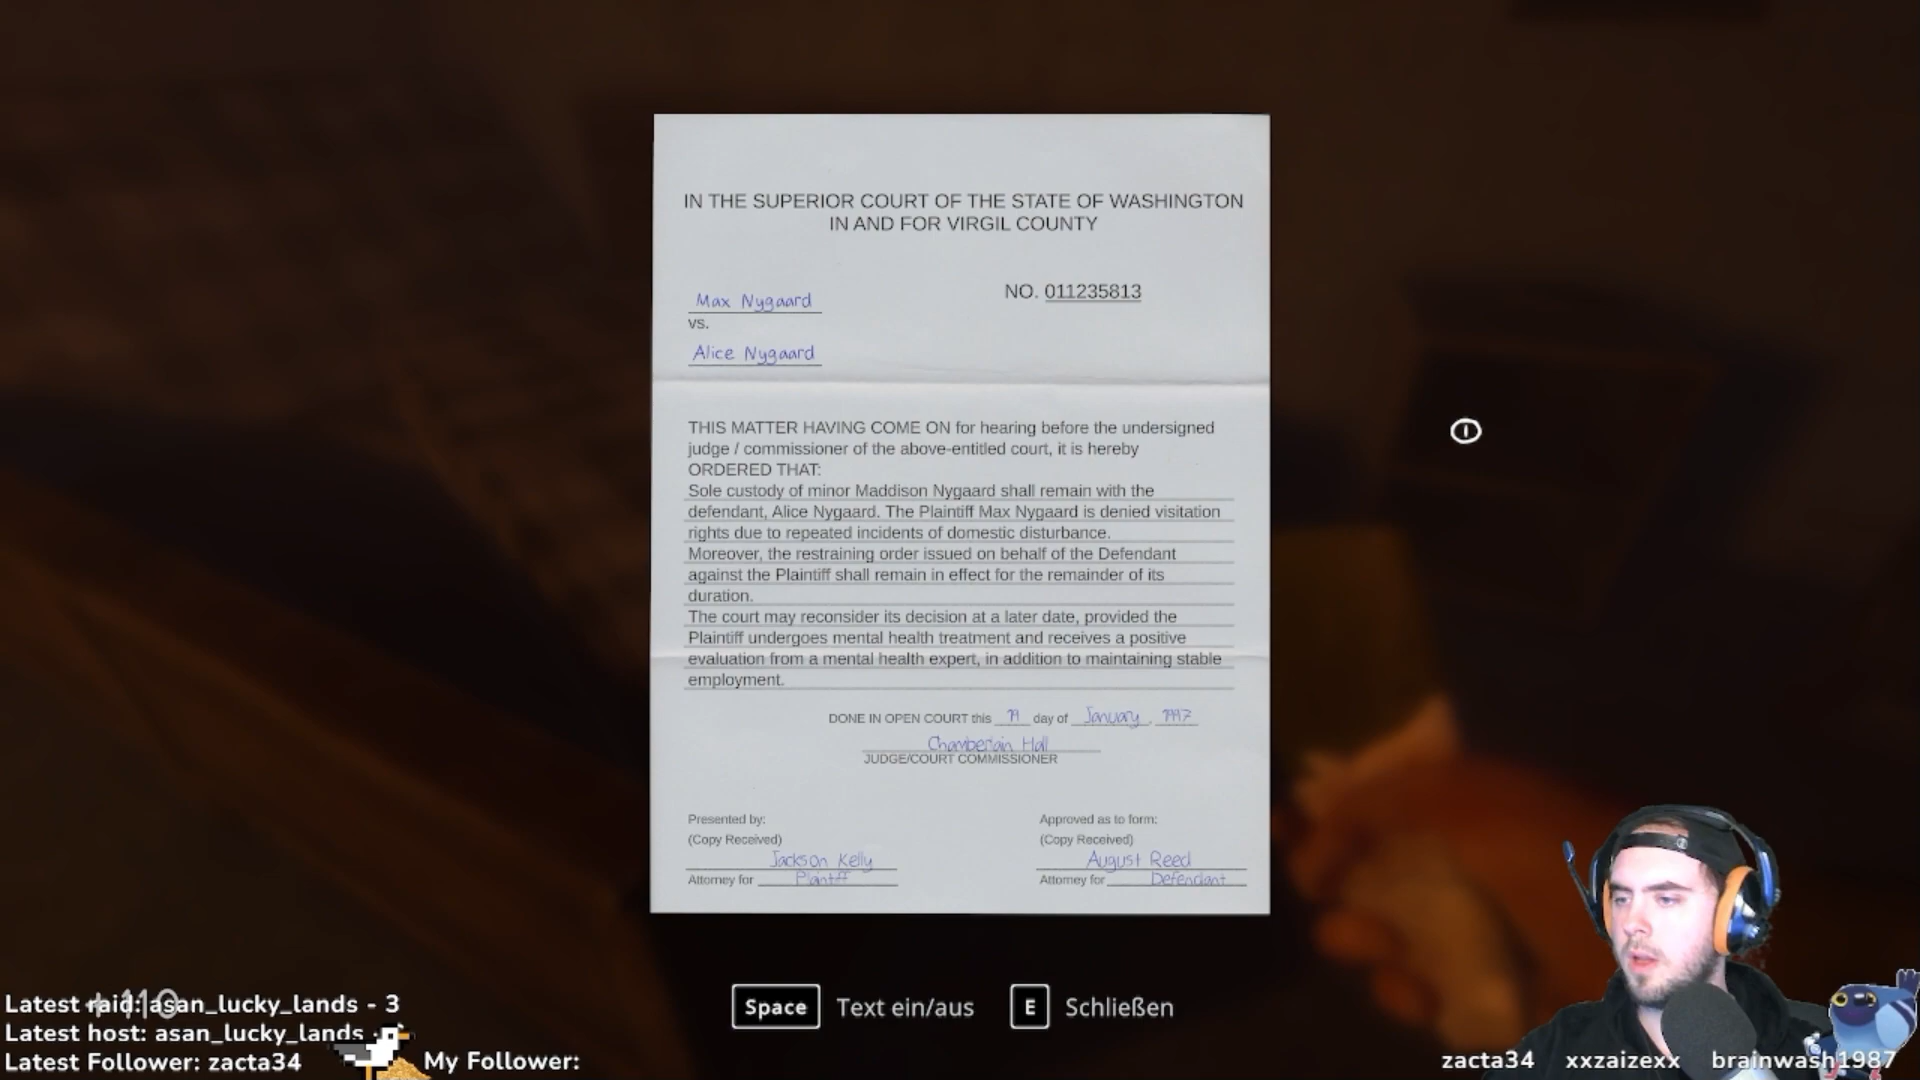 IN THE SUPERIOR COURT OF THE STATE OF WASHINGTON
IN AND FOR VIRGIL COUNTY
Max Nygaard
vs.
Alice Nygaard
NO. 011235813
THIS MATTER HAVING COME ON for hearing before the undersigned
judge / commissioner of the above-entitled court, it is hereby
ORDERED THAT:
Sole custody of minor Maddison Nygaard shall remain with the
defendant, Alice Nygaard. The Plaintiff Max Nygaard is denied visitation
rights due to repeated incidents of domestic disturbance.
Moreover, the restraining order issued on behalf of the Defendant
against the Plaintiff shall remain in effect for the remainder of its
duration.
The court may reconsider its decision at a later date, provided the
Plaintiff undergoes mental health treatment and receives a positive
evaluation from a mental health expert, in addition to maintaining stable
employment.
DONE IN OPEN COURT this 19 day of January, 1997
Chamberlain Hall
JUDGE/COURT COMMISSIONER
Presented by:
(Copy Received)
Jackson Kelly
Attorney for Plaintiff
Approved as to form:
(Copy Received)
August Reed
Attorney for Defendant
Space Text ein/aus E Schließen
+110
Latest raid: asan_lucky_lands - 3
Latest host: asan_lucky_lands
Latest Follower: zacta34
My Follower:
zacta34 xxzaizexx brainwash1987